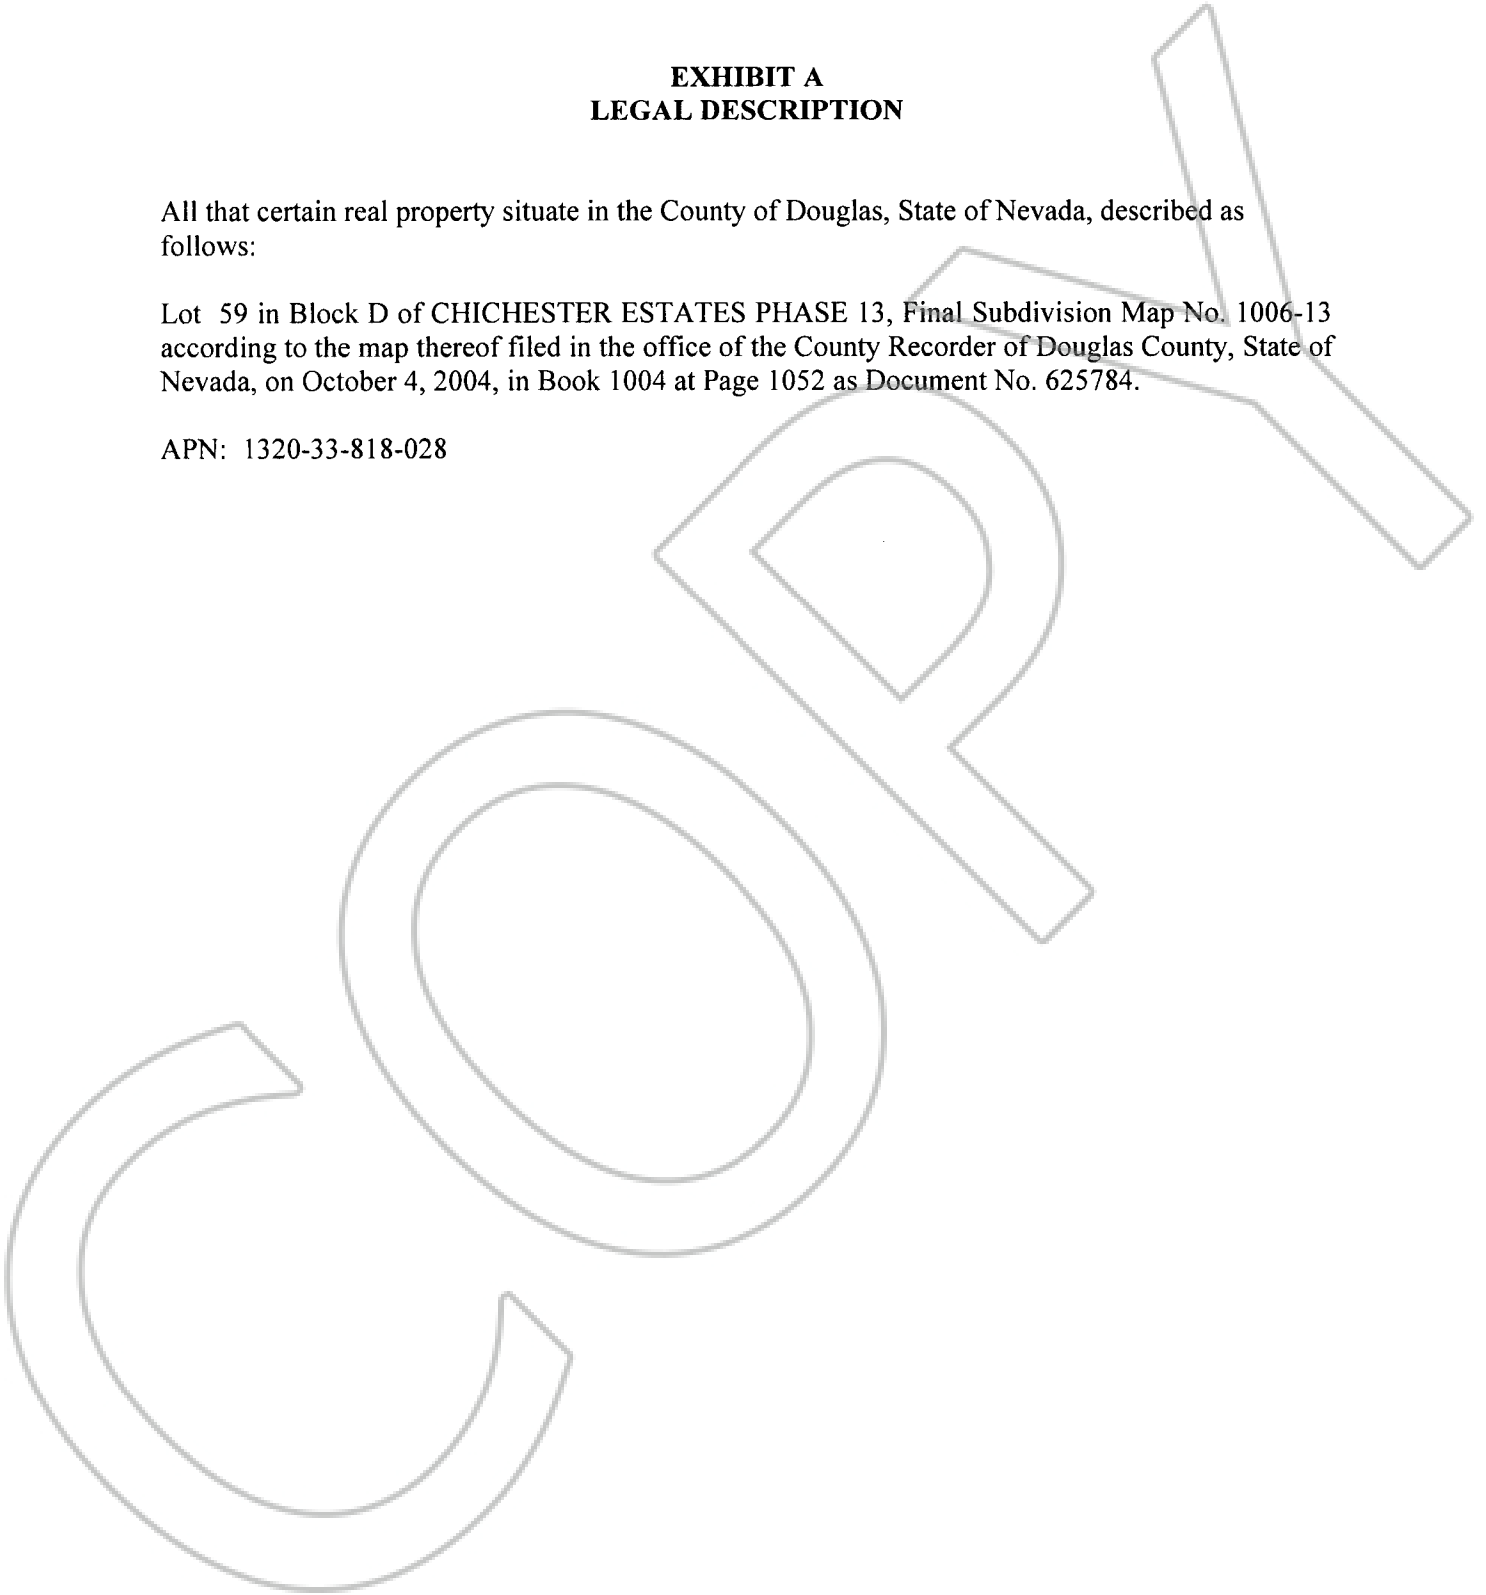 EXHIBIT A
LEGAL DESCRIPTION
All that certain real property situate in the County of Douglas, State of Nevada, described as
follows:
Lot 59 in Block D of CHICHESTER ESTATES PHASE 13, Final Subdivision Map No. 1006-13
according to the map thereof filed in the office of the County Recorder of Douglas County, State of
Nevada, on October 4, 2004, in Book 1004 at Page 1052 as Document No. 625784.
APN: 1320-33-818-028
COPY